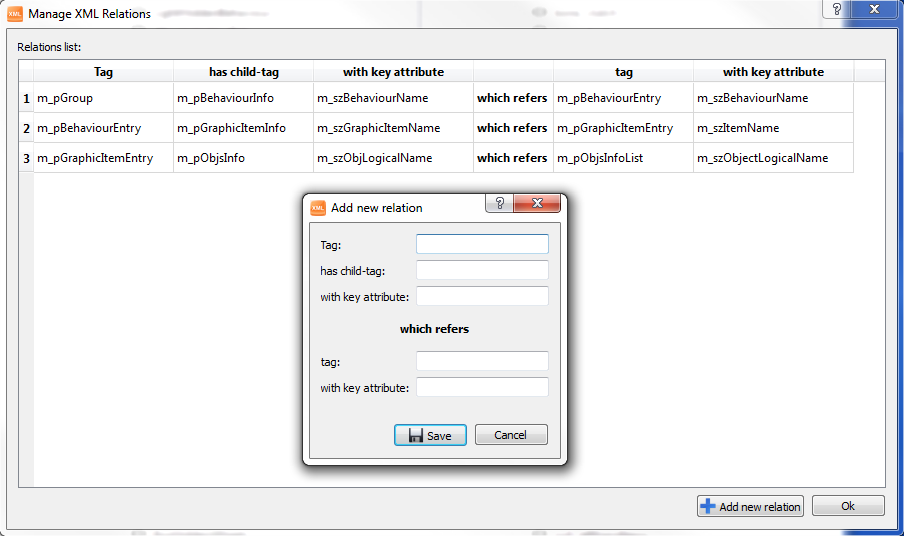 Manage XML Relations
Relations list:
Tag has child-tag with key attribute tag with key attribute
1 m_pGroup m_pBehaviourInfo m_szBehaviourName which refers m_pBehaviourEntry m_szBehaviourName
2 m_pBehaviourEntry m_pGraphicItemInfo m_szGraphicItemName which refers m_pGraphicItemEntry m_szItemName
3 m_pGraphicItemEntry m_pObjsInfo m_szObjLogicalName which refers m_pObjsInfoList m_szObjectLogicalName
XML Add new relation
Tag:
has child-tag:
with key attribute:
which refers
tag:
with key attribute:
Save Cancel
Add new relation Ok